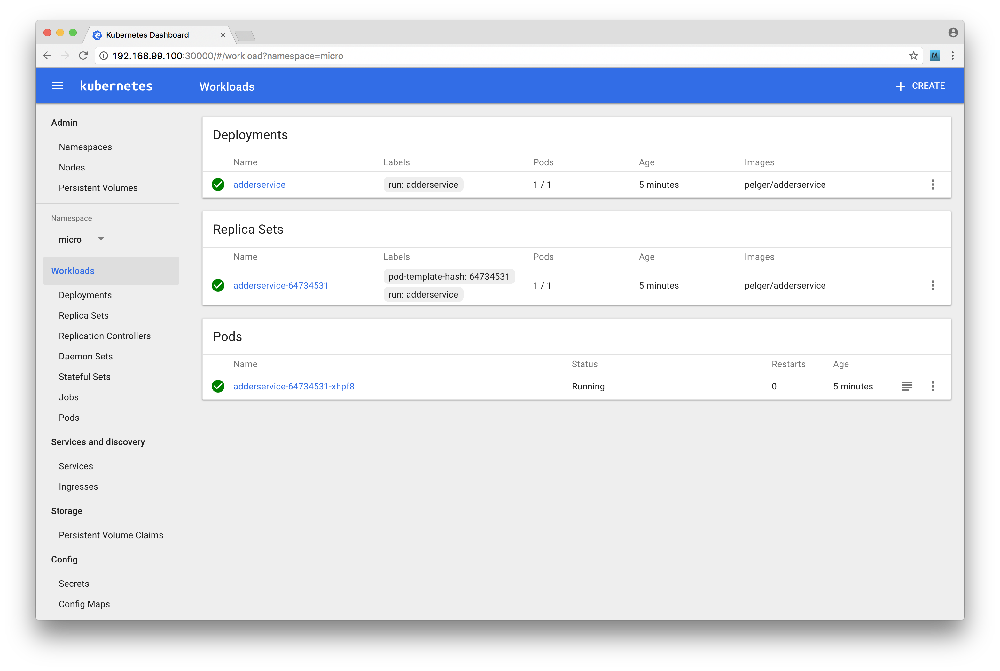 Kubernetes Dashboard
192.168.99.100:30000/#/workload?namespace=micro
M
kubernetes
Workloads
CREATE
Admin
Namespaces
Nodes
Persistent Volumes
Namespace
micro
Workloads
Deployments
Replica Sets
Replication Controllers
Daemon Sets
Stateful Sets
Jobs
Pods
Services and discovery
Services
Ingresses
Storage
Persistent Volume Claims
Config
Secrets
Config Maps
Deployments
Name Labels Pods Age Images
adderservice run: adderservice 1 / 1 5 minutes pelger/adderservice
Replica Sets
Name Labels Pods Age Images
adderservice-64734531 pod-template-hash: 64734531 1 / 1 5 minutes pelger/adderservice
run: adderservice
Pods
Name Status Restarts Age
adderservice-64734531-xhpf8 Running 0 5 minutes